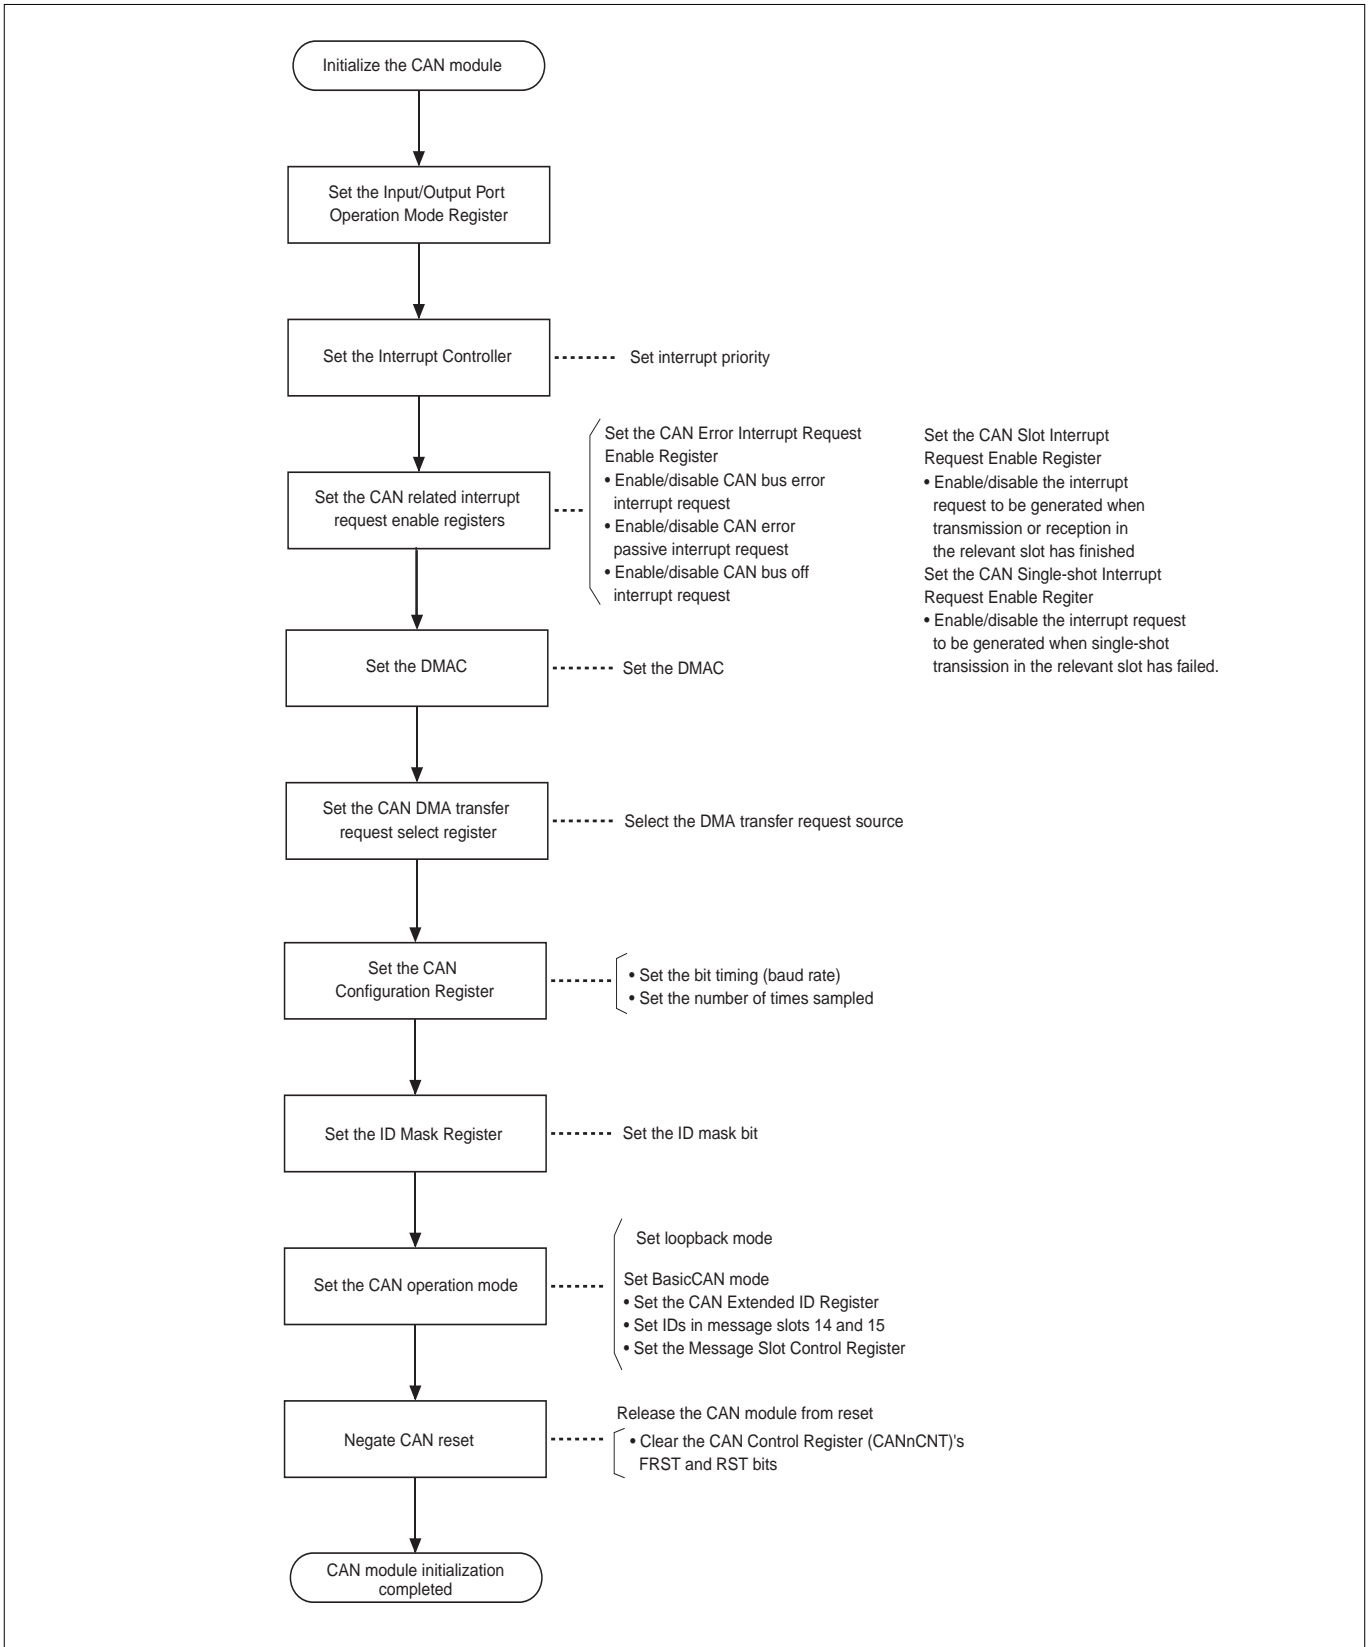 Initialize the CAN module
Set the Input/Output Port
Operation Mode Register
Set the Interrupt Controller
Set interrupt priority
Set the CAN related interrupt
request enable registers
Set the CAN Error Interrupt Request
Enable Register
• Enable/disable CAN bus error
interrupt request
• Enable/disable CAN error
passive interrupt request
• Enable/disable CAN bus off
interrupt request
Set the CAN Slot Interrupt
Request Enable Register
• Enable/disable the interrupt
request to be generated when
transmission or reception in
the relevant slot has finished
Set the CAN Single-shot Interrupt
Request Enable Regiter
• Enable/disable the interrupt request
to be generated when single-shot
transission in the relevant slot has failed.
Set the DMAC
Set the DMAC
Set the CAN DMA transfer
request select register
Select the DMA transfer request source
Set the CAN
Configuration Register
• Set the bit timing (baud rate)
• Set the number of times sampled
Set the ID Mask Register
Set the ID mask bit
Set the CAN operation mode
Set loopback mode
Set BasicCAN mode
• Set the CAN Extended ID Register
• Set IDs in message slots 14 and 15
• Set the Message Slot Control Register
Negate CAN reset
Release the CAN module from reset
• Clear the CAN Control Register (CANnCNT)'s
FRST and RST bits
CAN module initialization
completed